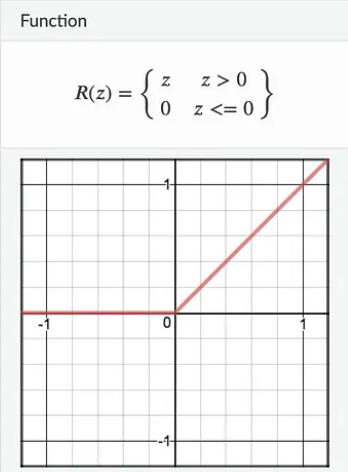 Function
R(z) = { z z > 0
0 z <= 0 }
1
-1 0 1
-1